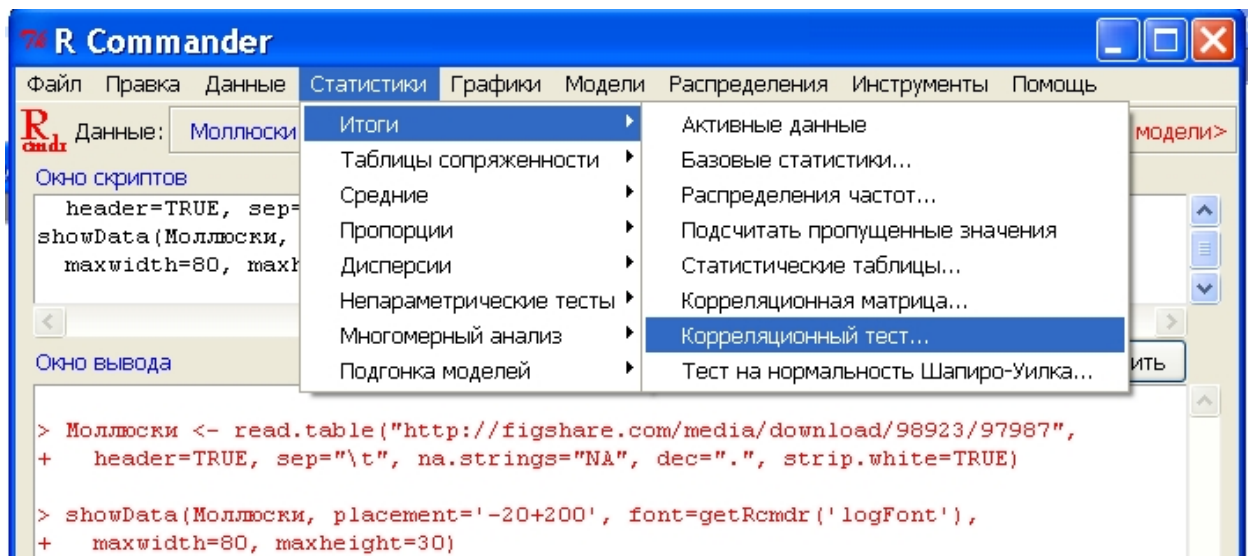 R Commander
Файл Правка Данные Статистики Графики Модели Распределения Инструменты Помощь
Rcmdr Данные: Моллюски модели>
Итоги
Таблицы сопряженности
Средние
Пропорции
Дисперсии
Непараметрические тесты
Многомерный анализ
Подгонка моделей
Активные данные
Базовые статистики...
Распределения частот...
Подсчитать пропущенные значения
Статистические таблицы...
Корреляционная матрица...
Корреляционный тест...
Тест на нормальность Шапиро-Уилка...
Окно скриптов
header=TRUE, sep=
showData(Моллюски,
maxwidth=80, maxh
Окно вывода ить
> Моллюски <- read.table("http://figshare.com/media/download/98923/97987",
+ header=TRUE, sep="\t", na.strings="NA", dec=".", strip.white=TRUE)
> showData(Моллюски, placement='-20+200', font=getRcmdr('logFont'),
+ maxwidth=80, maxheight=30)